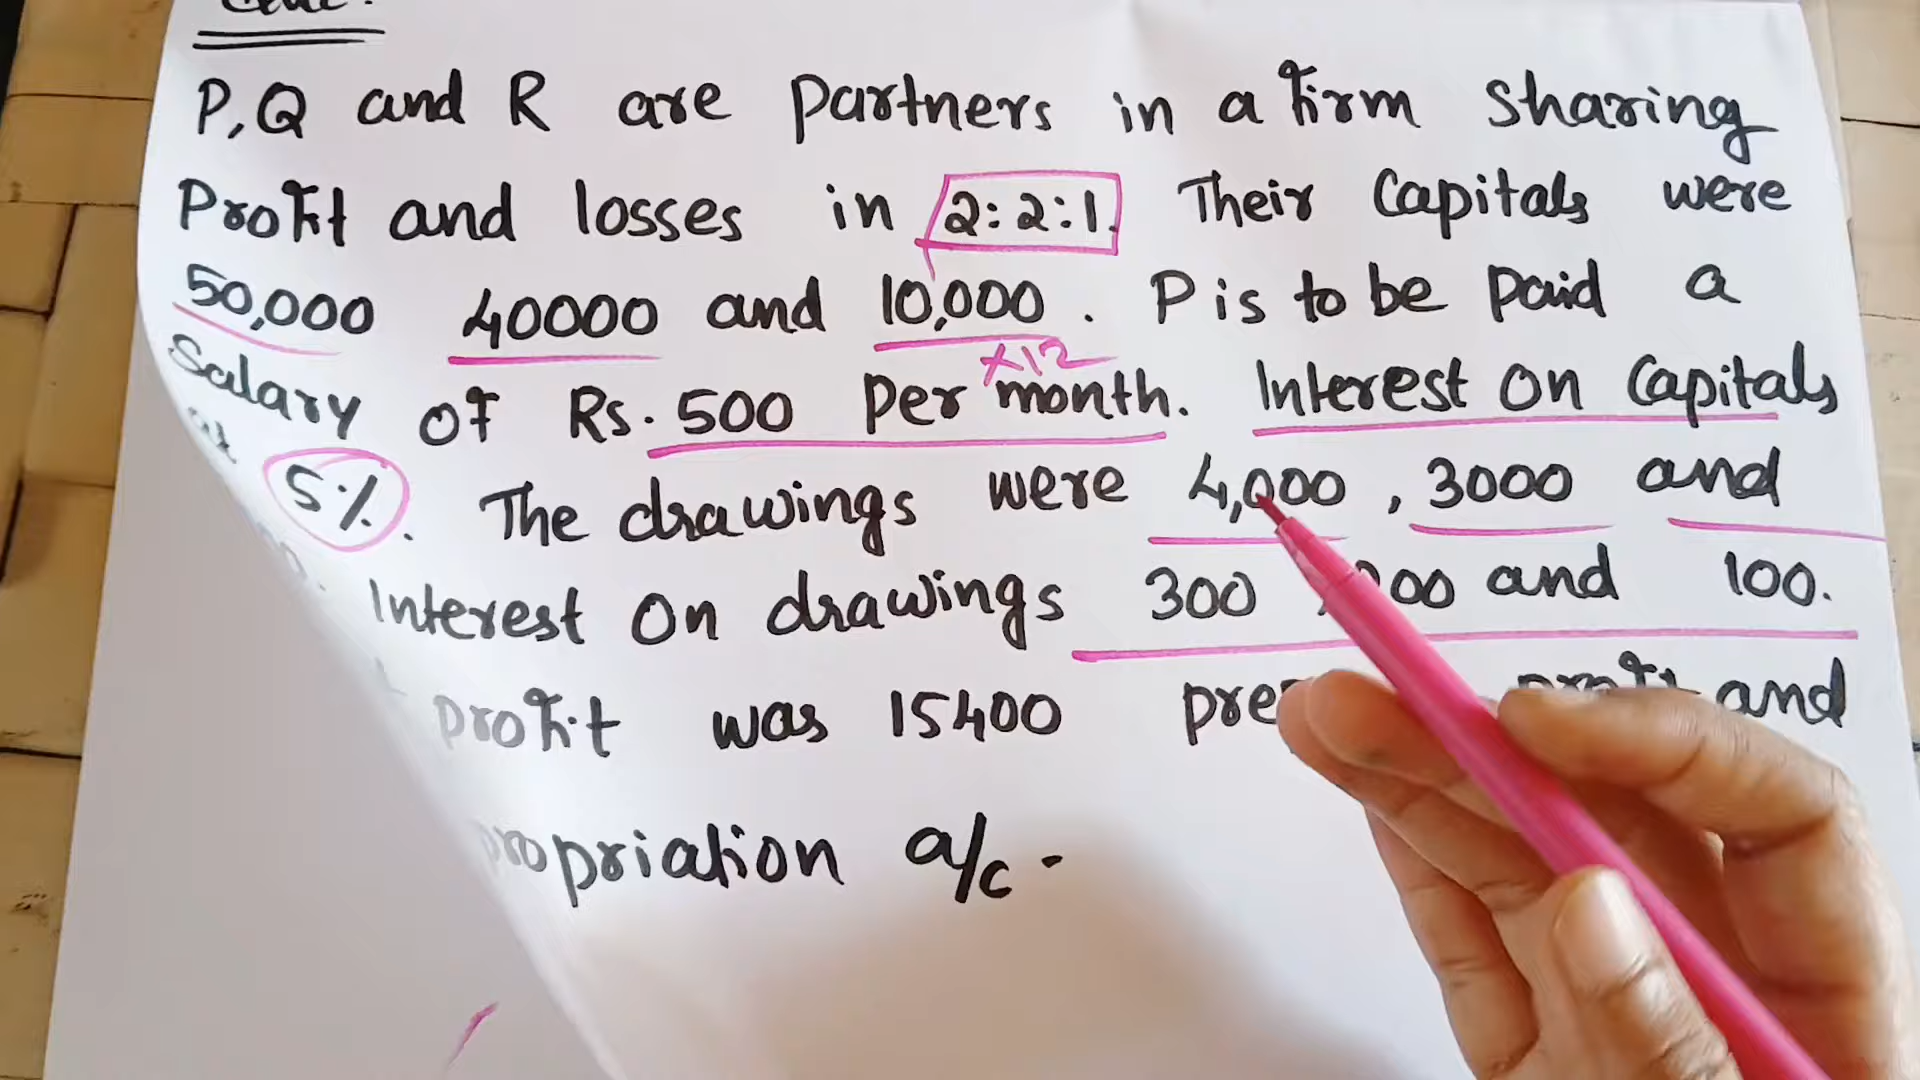 P, Q and R are partners in a firm sharing
Profit and losses in 2:2:1. Their Capitals were
50,000 40000 and 10,000. P is to be paid a
×12
Salary of Rs. 500 Per month. Interest on Capitals
at 5%. The drawings were 4,000, 3000 and
Interest on drawings 300 and 100.
profit was 15400 and
a/c.